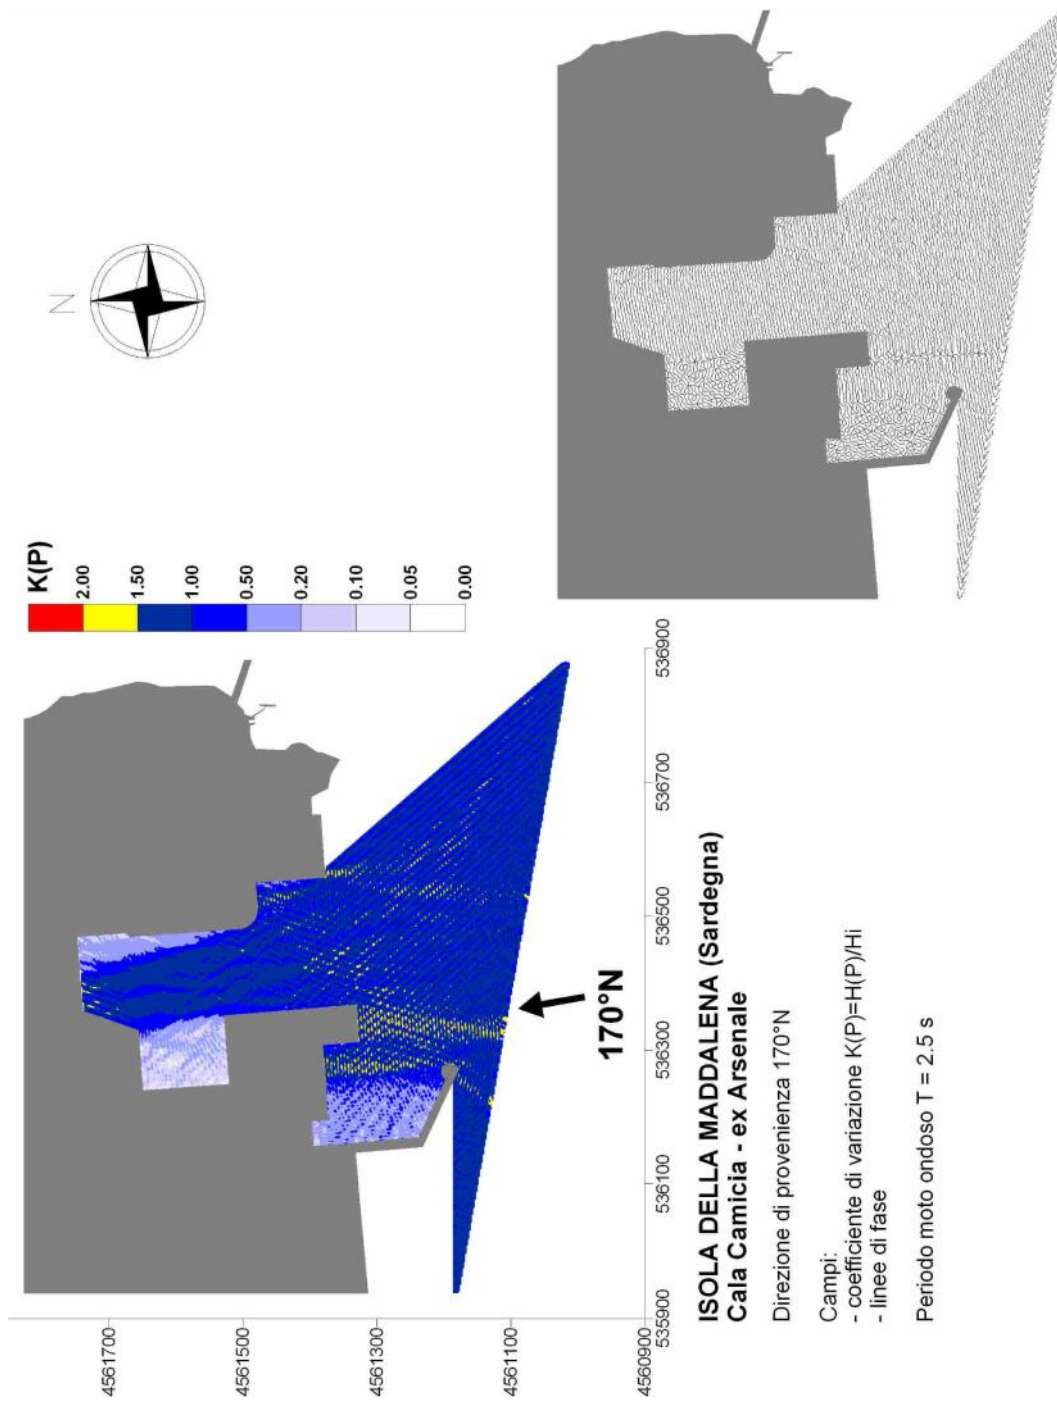 N
K(P)
2.00
1.50
1.00
0.50
0.20
0.10
0.05
0.00
4561700
4561500
4561300
4561100
4560900
535900
536100
536300
536500
536700
536900
170°N
ISOLA DELLA MADDALENA (Sardegna)
Cala Camicia - ex Arsenale
Direzione di provenienza 170°N
Campi:
- coefficiente di variazione K(P)=H(P)/Hi
- linee di fase
Periodo moto ondoso T = 2.5 s